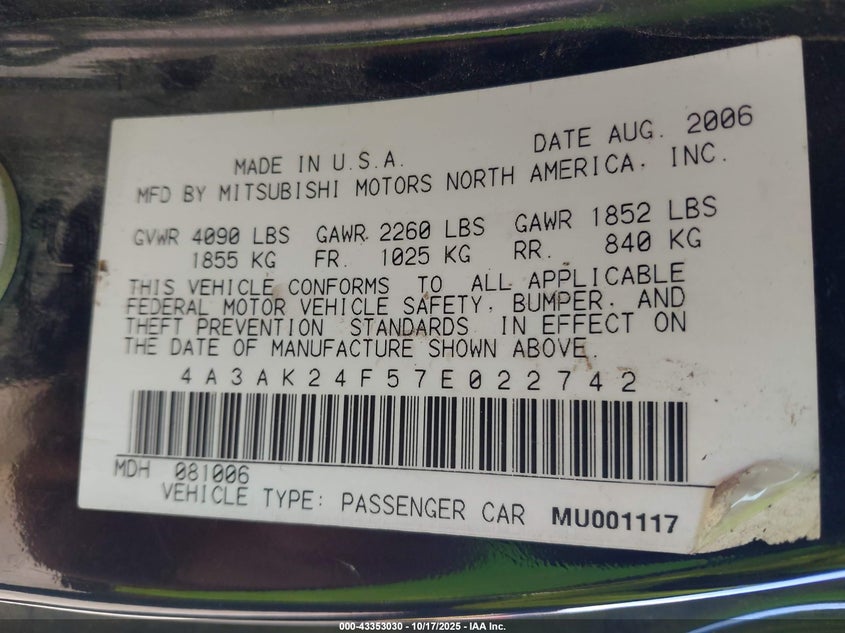 DATE AUG. 2006
MADE IN U.S.A.
MFD BY MITSUBISHI MOTORS NORTH AMERICA, INC.
GVWR 4090 LBS GAWR 2260 LBS GAWR 1852 LBS
1855 KG FR. 1025 KG RR. 840 KG
THIS VEHICLE CONFORMS TO ALL APPLICABLE
FEDERAL MOTOR VEHICLE SAFETY, BUMPER, AND
THEFT PREVENTION STANDARDS IN EFFECT ON
THE DATE OF MANUFACTURE SHOWN ABOVE.
4A3AK24F57E022742
MDH 081006
VEHICLE TYPE: PASSENGER CAR MU001117
000-43353030 - 10/17/2025 - IAA Inc.